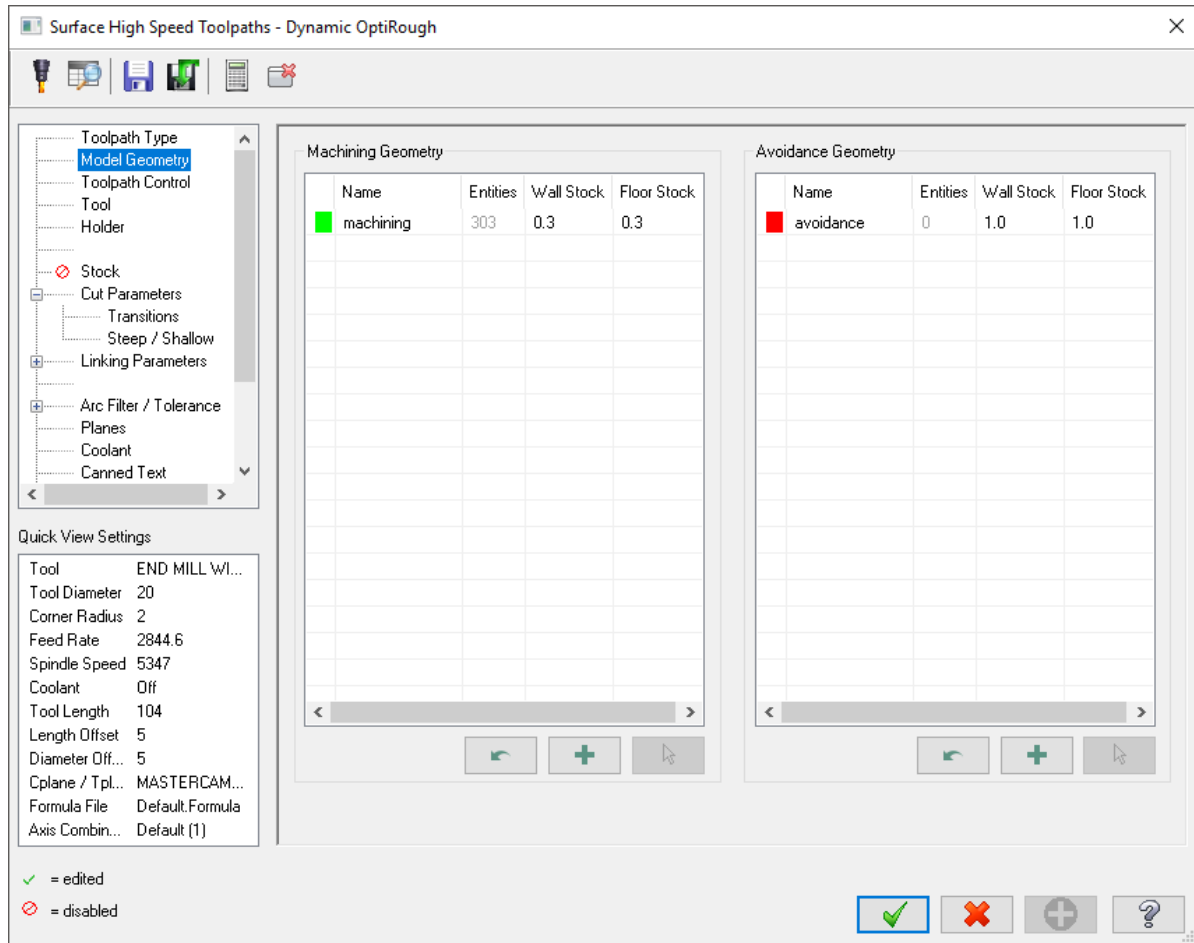 Surface High Speed Toolpaths - Dynamic OptiRough
Toolpath Type
Model Geometry
Toolpath Control
Tool
Holder
Stock
Cut Parameters
Transitions
Steep / Shallow
Linking Parameters
Arc Filter / Tolerance
Planes
Coolant
Canned Text
Quick View Settings
Tool END MILL WI...
Tool Diameter 20
Corner Radius 2
Feed Rate 2844.6
Spindle Speed 5347
Coolant Off
Tool Length 104
Length Offset 5
Diameter Off... 5
Cplane / Tpl... MASTERCAM...
Formula File Default.Formula
Axis Combin... Default (1)
= edited
= disabled
Machining Geometry
Name Entities Wall Stock Floor Stock
machining 303 0.3 0.3
Avoidance Geometry
Name Entities Wall Stock Floor Stock
avoidance 0 1.0 1.0